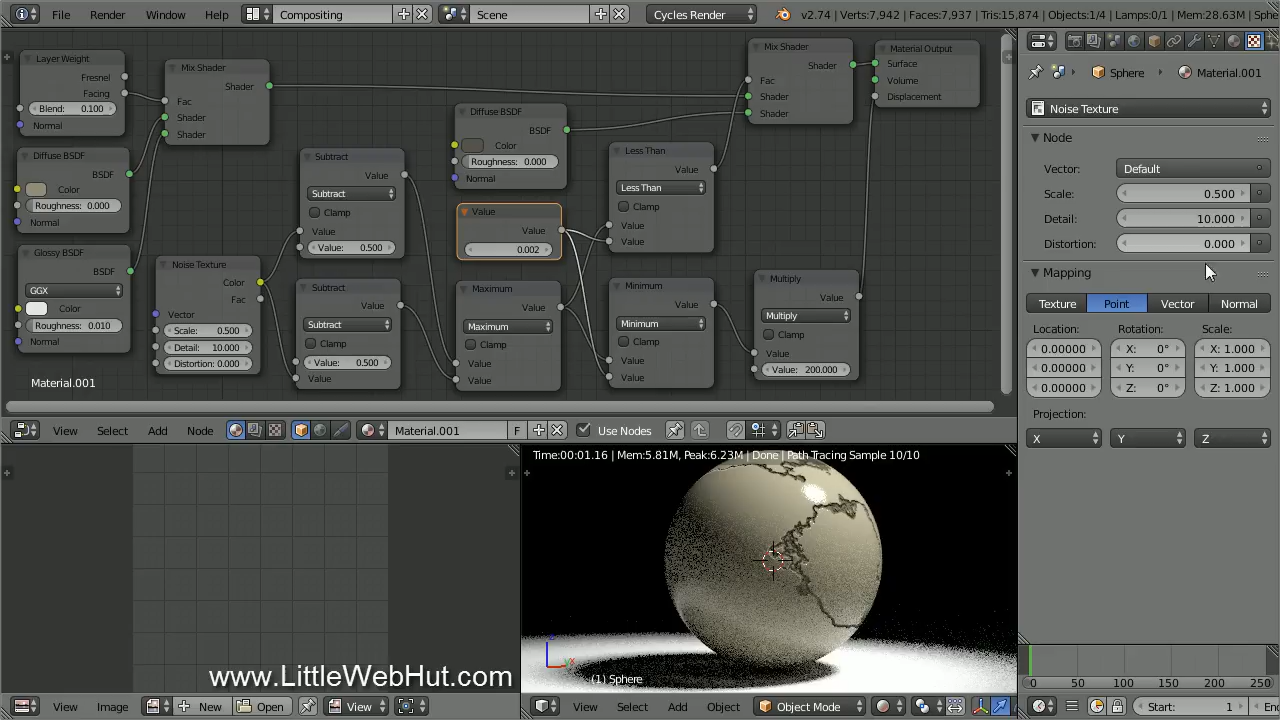 File Render Window Help Compositing Scene Cycles Render v2.74 | Verts:7,942 | Faces:7,937 | Tris:15,874 | Objects:1/4 | Lamps:0/1 | Mem:28.63M | Sphe
Layer Weight
Fresnel
Facing
Blend: 0.100
Normal
Mix Shader
Shader
Fac
Shader
Shader
Diffuse BSDF
BSDF
Color
Roughness: 0.000
Normal
Glossy BSDF
BSDF
GGX
Color
Roughness: 0.010
Normal
Noise Texture
Color
Fac
Vector
Scale: 0.500
Detail: 10.000
Distortion: 0.000
Subtract
Value
Subtract
Clamp
Value
Value: 0.500
Subtract
Value
Subtract
Clamp
Value: 0.500
Value
Diffuse BSDF
BSDF
Color
Roughness: 0.000
Normal
Value
Value
0.002
Maximum
Value
Maximum
Clamp
Value
Value
Less Than
Value
Less Than
Clamp
Value
Value
Minimum
Value
Minimum
Clamp
Value
Value
Mix Shader
Shader
Fac
Shader
Shader
Multiply
Value
Multiply
Clamp
Value
Value: 200.000
Material Output
Surface
Volume
Displacement
Material.001
View Select Add Node Material.001 F Use Nodes
Sphere Material.001
Noise Texture
Node
Vector: Default
Scale: 0.500
Detail: 10.000
Distortion: 0.000
Mapping
Texture Point Vector Normal
Location: Rotation: Scale:
0.00000 X: 0° X: 1.000
0.00000 Y: 0° Y: 1.000
0.00000 Z: 0° Z: 1.000
Projection:
X Y Z
Time:00:01.16 | Mem:5.81M, Peak:6.23M | Done | Path Tracing Sample 10/10
(1) Sphere
www.LittleWebHut.com
View Image New Open View
View Select Add Object Object Mode
0 50 100 150 200 250
Start: 1 En